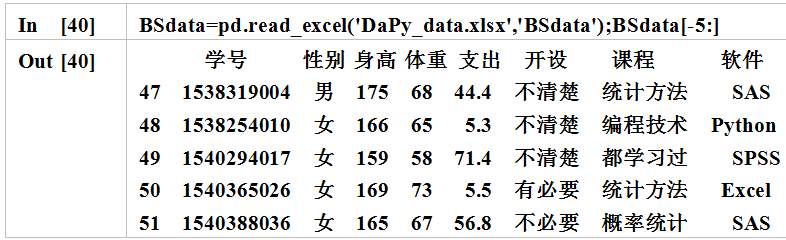 In [40] BSdata=pd.read_excel('DaPy_data.xlsx','BSdata');BSdata[-5:]
Out [40] 学号 性别 身高 体重 支出 开设 课程 软件
47 1538319004 男 175 68 44.4 不清楚 统计方法 SAS
48 1538254010 女 166 65 5.3 不清楚 编程技术 Python
49 1540294017 女 159 58 71.4 不清楚 都学习过 SPSS
50 1540365026 女 169 73 5.5 有必要 统计方法 Excel
51 1540388036 女 165 67 56.8 不必要 概率统计 SAS